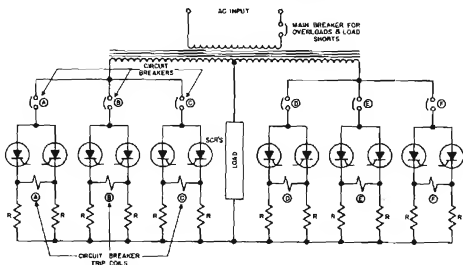 AC INPUT
MAIN BREAKER FOR
OVERLOADS & LOAD
SHORTS
CIRCUIT
BREAKERS
A
B
C
D
E
F
SCR'S
LOAD
A
B
C
D
E
F
R
R
R
R
R
R
R
R
R
R
R
R
CIRCUIT BREAKER
TRIP COILS